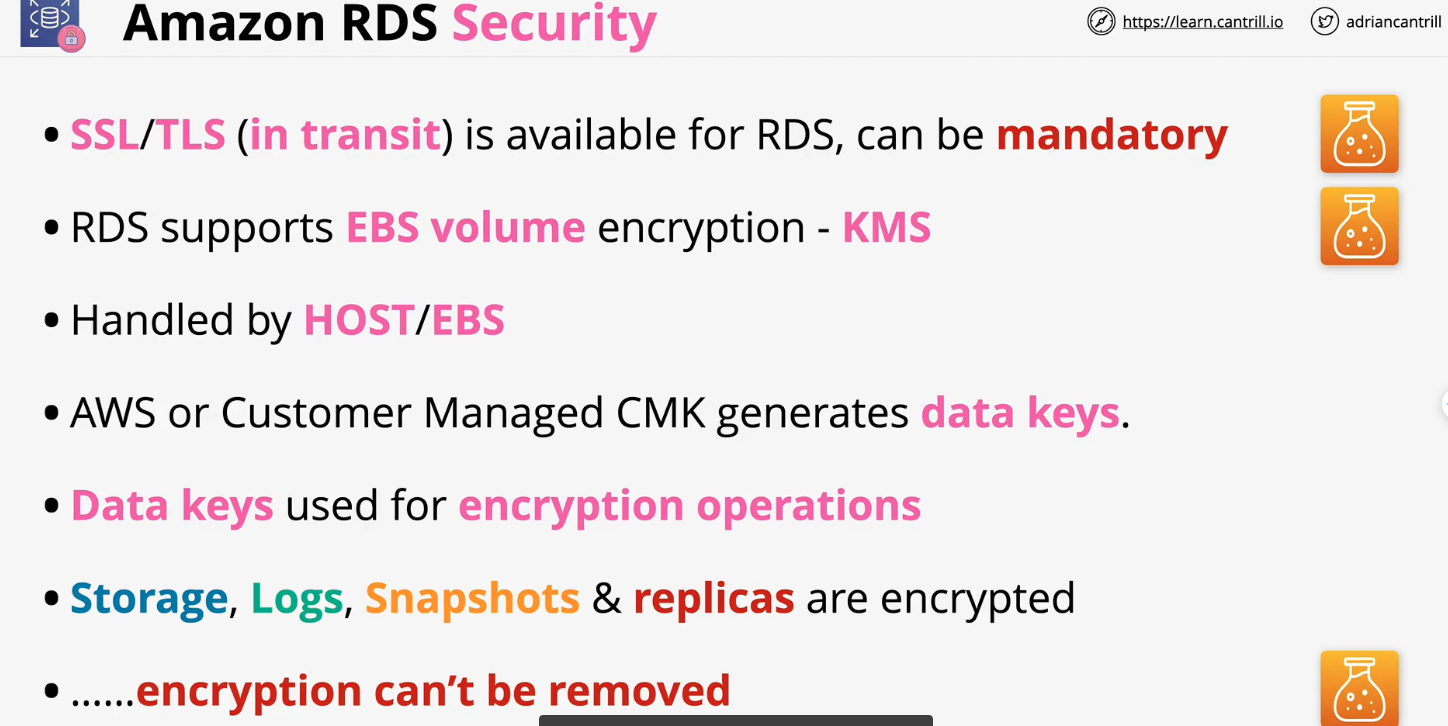 Amazon RDS Security
https://learn.cantrill.io
adriancantrill
• SSL/TLS (in transit) is available for RDS, can be mandatory
• RDS supports EBS volume encryption - KMS
• Handled by HOST/EBS
• AWS or Customer Managed CMK generates data keys.
• Data keys used for encryption operations
• Storage, Logs, Snapshots & replicas are encrypted
• ......encryption can’t be removed